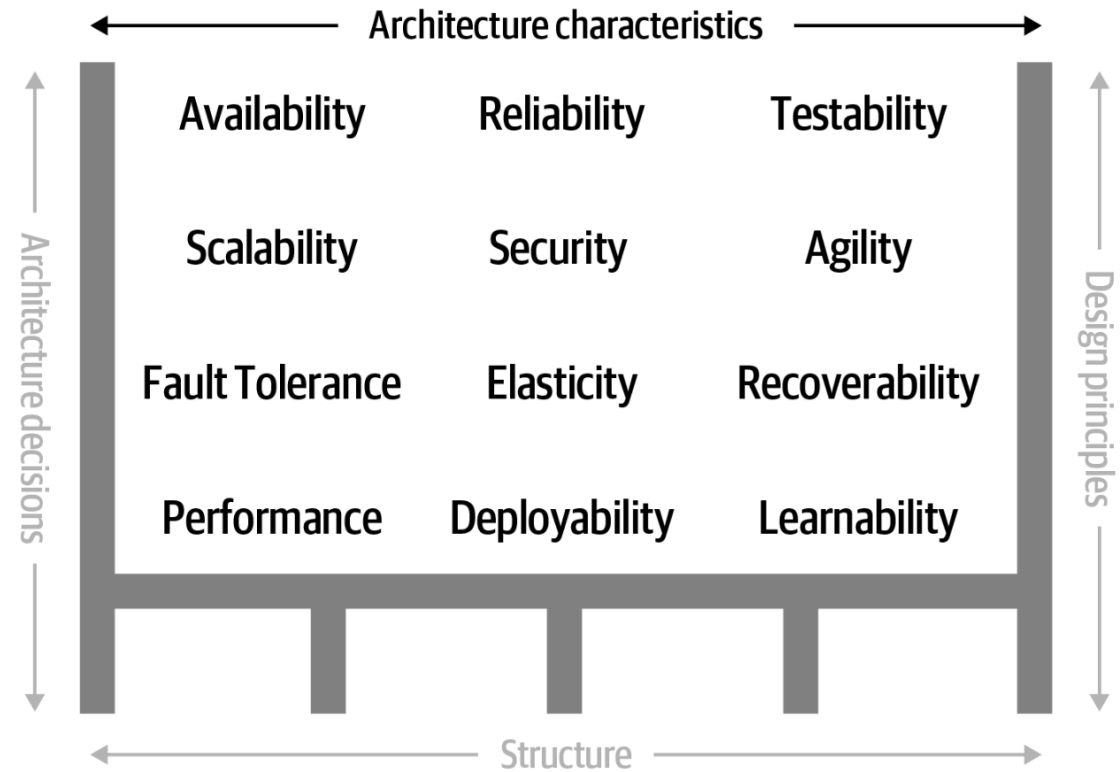 Architecture characteristics
Availability Reliability Testability
Scalability Security Agility
Fault Tolerance Elasticity Recoverability
Performance Deployability Learnability
Architecture decisions
Design principles
Structure